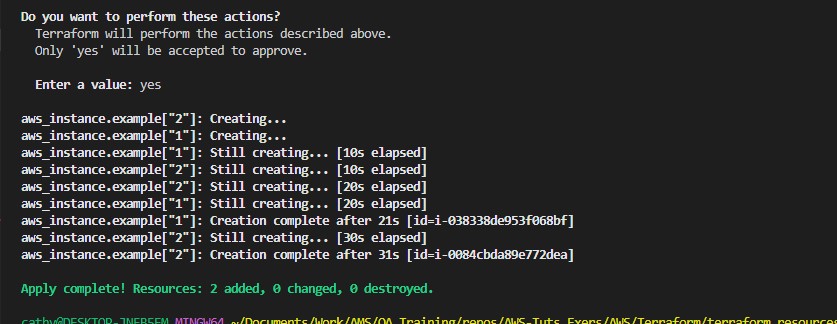 Do you want to perform these actions?
Terraform will perform the actions described above.
Only 'yes' will be accepted to approve.
Enter a value: yes
aws_instance.example["2"]: Creating...
aws_instance.example["1"]: Creating...
aws_instance.example["1"]: Still creating... [10s elapsed]
aws_instance.example["2"]: Still creating... [10s elapsed]
aws_instance.example["2"]: Still creating... [20s elapsed]
aws_instance.example["1"]: Still creating... [20s elapsed]
aws_instance.example["1"]: Creation complete after 21s [id=i-038338de953f068bf]
aws_instance.example["2"]: Still creating... [30s elapsed]
aws_instance.example["2"]: Creation complete after 31s [id=i-0084cbda89e772dea]
Apply complete! Resources: 2 added, 0 changed, 0 destroyed.
MINGW64